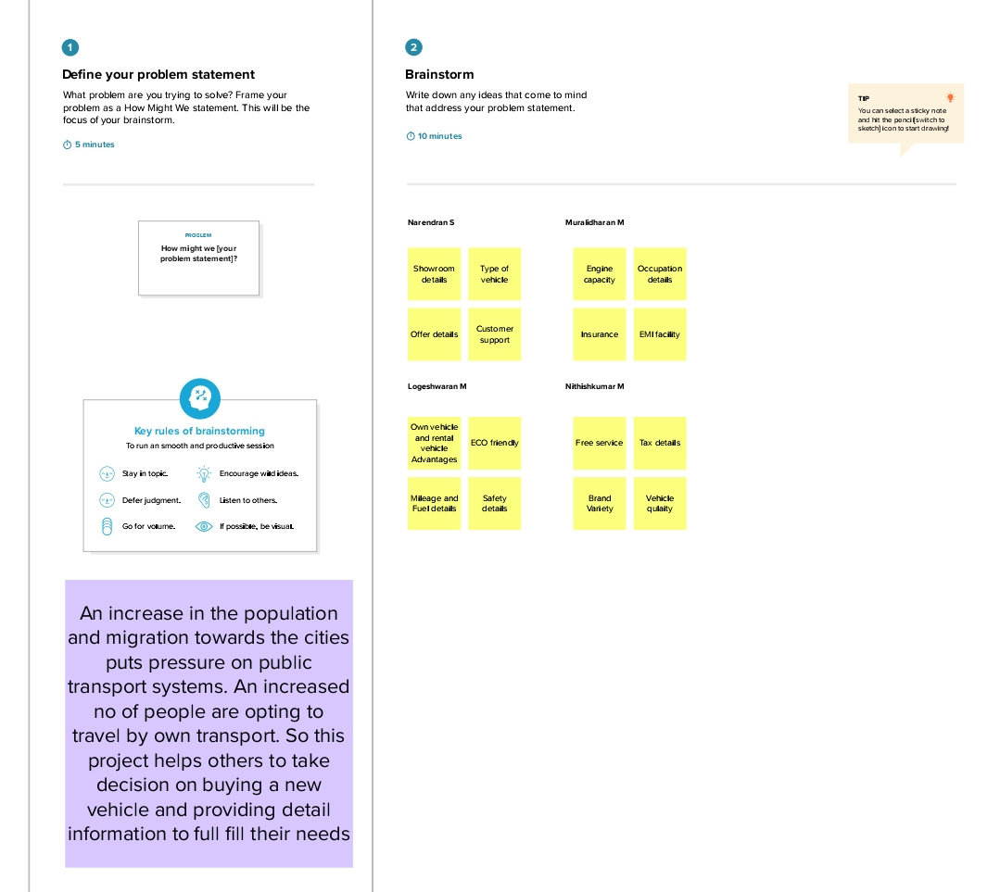 1
Define your problem statement
What problem are you trying to solve? Frame your
problem as a How Might We statement. This will be the
focus of your brainstorm.
5 minutes
PROBLEM
How might we [your
problem statement]?
Key rules of brainstorming
To run an smooth and productive session
Stay in topic.
Encourage wild ideas.
Defer judgment.
Listen to others.
Go for volume.
If possible, be visual.
An increase in the population
and migration towards the cities
puts pressure on public
transport systems. An increased
no of people are opting to
travel by own transport. So this
project helps others to take
decision on buying a new
vehicle and providing detail
information to full fill their needs
2
Brainstorm
Write down any ideas that come to mind
that address your problem statement.
10 minutes
TIP
You can select a sticky note
and hit the pencil [switch to
sketch] icon to start drawing!
Narendran S
Showroom
details
Type of
vehicle
Offer details
Customer
support
Muralidharan M
Engine
capacity
Occupation
details
Insurance
EMI facility
Logeshwaran M
Own vehicle
and rental
vehicle
Advantages
ECO friendly
Mileage and
Fuel details
Safety
details
Nithishkumar M
Free service
Tax details
Brand
Variety
Vehicle
qulaity